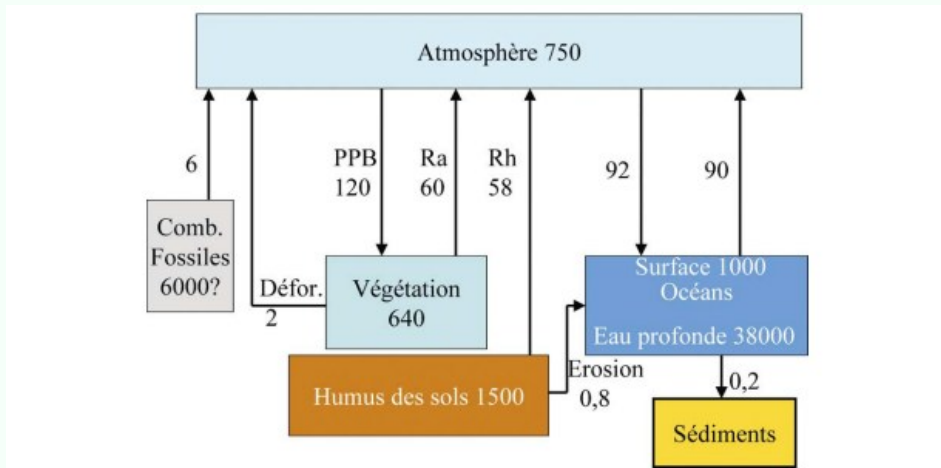 Atmosphère 750
6
PPB
120
Ra
60
Rh
58
92
90
Comb.
Fossiles
6000?
Défor.
2
Végétation
640
Surface 1000
Océans
Eau profonde 38000
Humus des sols 1500
Erosion
0,8
0,2
Sédiments